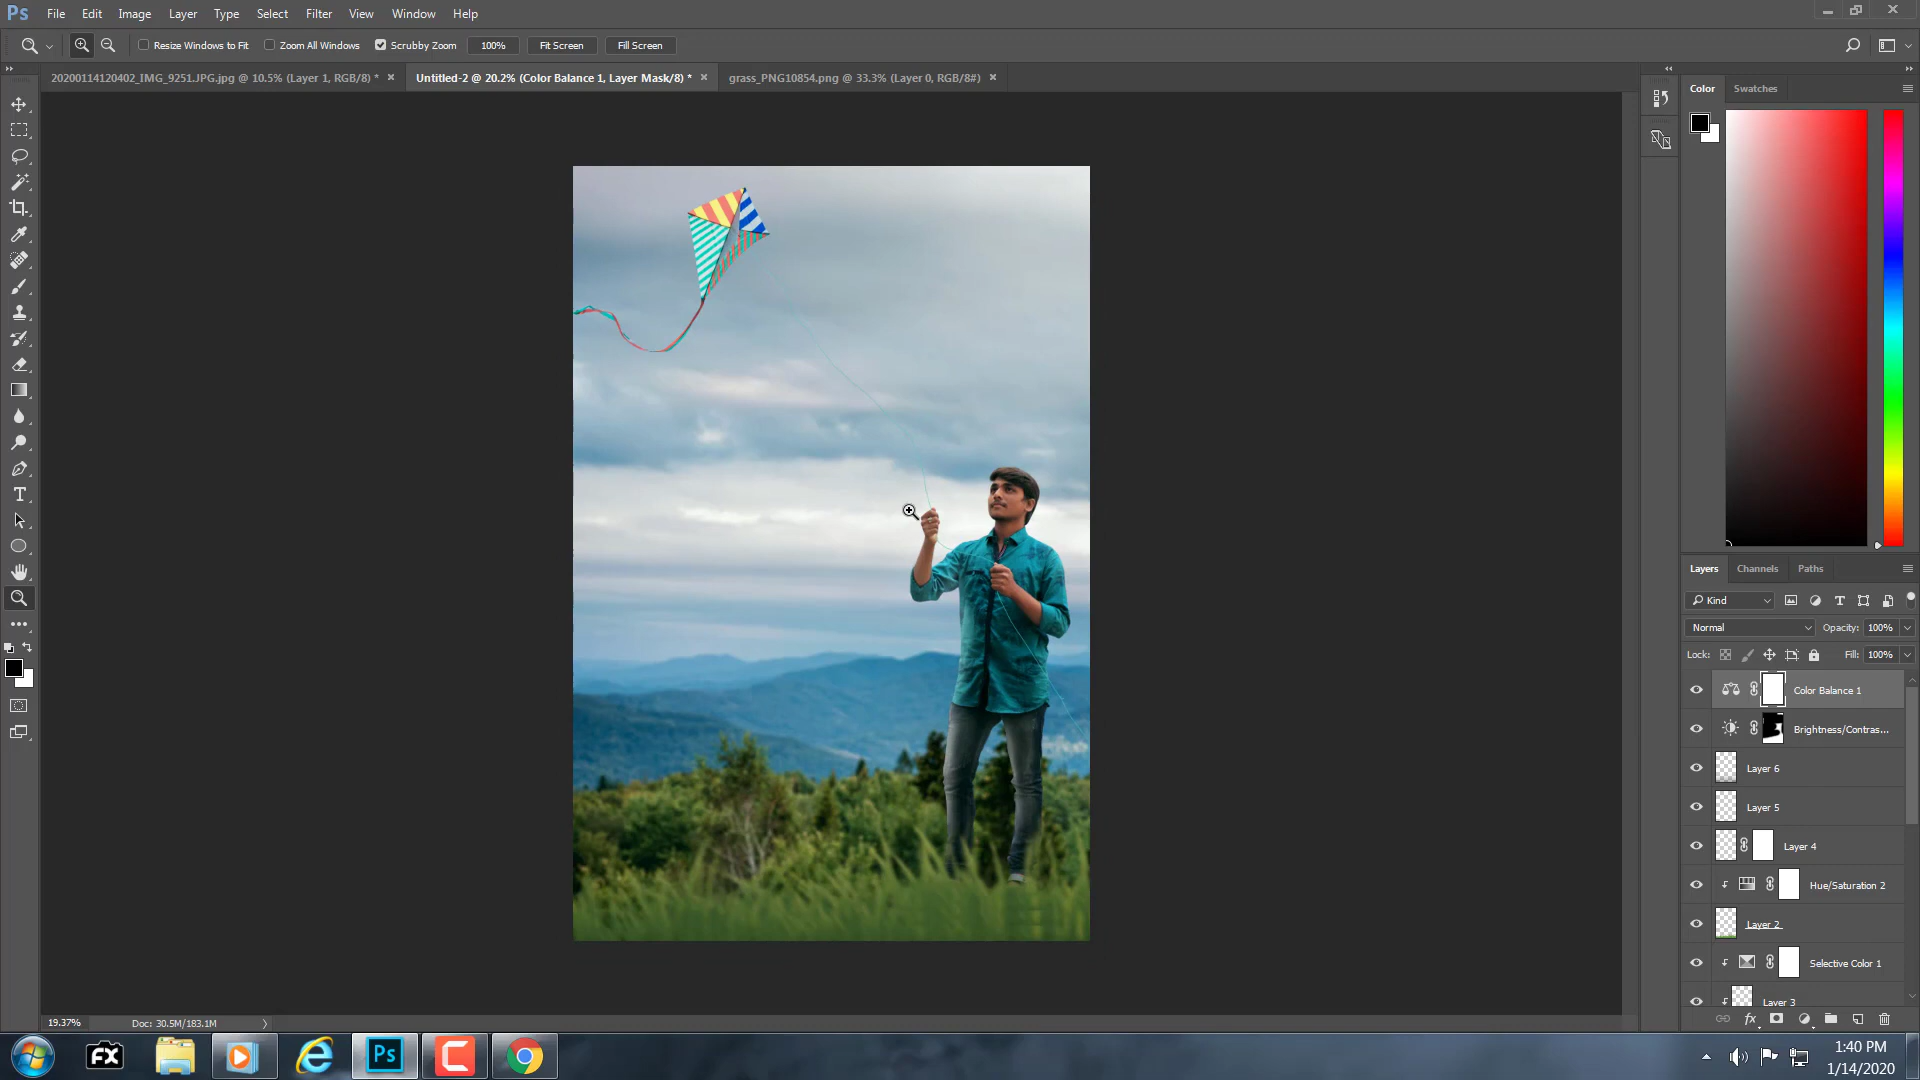 Ps File Edit Image Layer Type Select Filter View Window Help
Resize Windows to Fit Zoom All Windows Scrubby Zoom 100% Fit Screen Fill Screen
20200114120402_IMG_9251.JPG.jpg @ 10.5% (Layer 1, RGB/8) * Untitled-2 @ 20.2% (Color Balance 1, Layer Mask/8) * grass_PNG10854.png @ 33.3% (Layer 0, RGB/8#)
Color Swatches
Layers Channels Paths
Kind
Normal Opacity: 100%
Lock: Fill: 100%
Color Balance 1
Brightness/Contras...
Layer 6
Layer 5
Layer 4
Hue/Saturation 2
Layer 2
Selective Color 1
Layer 3
19.37% Doc: 30.5M/183.1M
FX
Ps
1:40 PM
1/14/2020